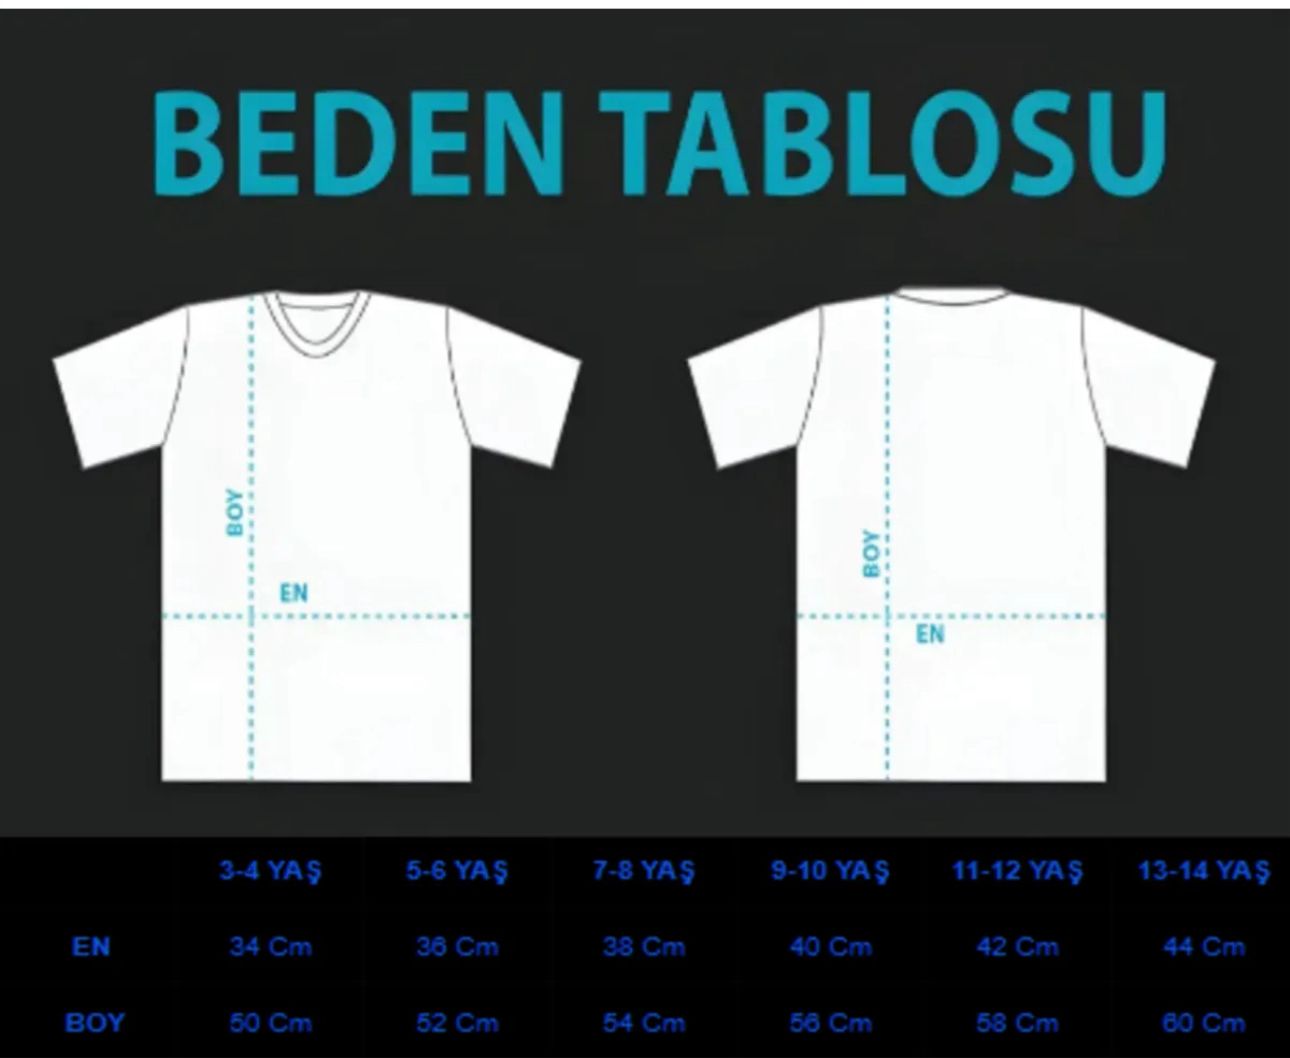 BEDEN TABLOSU
BOY
EN
BOY
EN
3-4 YAŞ 5-6 YAŞ 7-8 YAŞ 9-10 YAŞ 11-12 YAŞ 13-14 YAŞ
EN 34 Cm 36 Cm 38 Cm 40 Cm 42 Cm 44 Cm
BOY 50 Cm 52 Cm 54 Cm 56 Cm 58 Cm 60 Cm